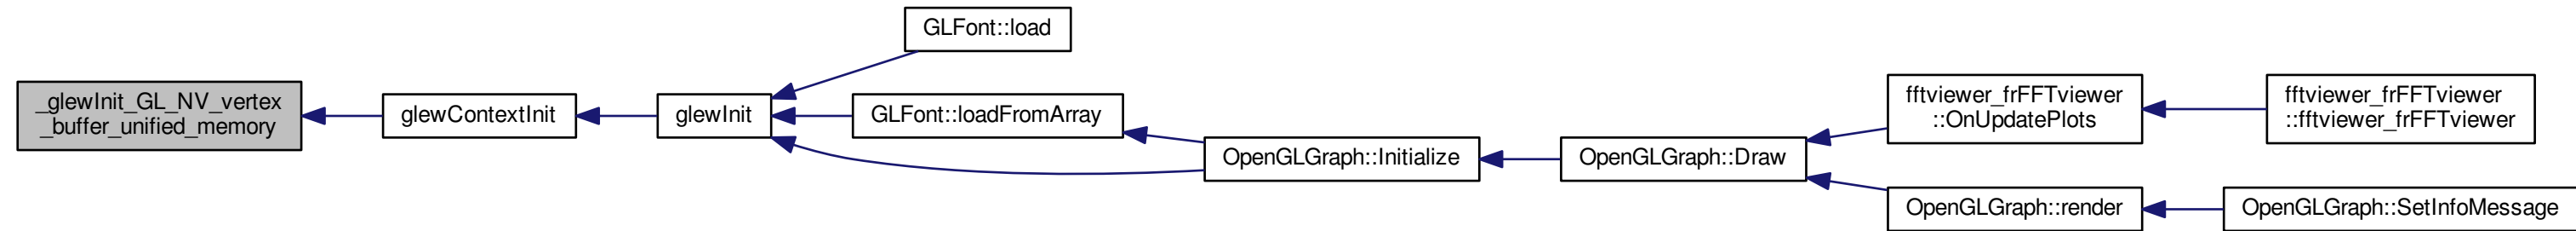 GLFont::load
_glewInit_GL_NV_vertex
_buffer_unified_memory
glewContextInit
glewInit
GLFont::loadFromArray
OpenGLGraph::Initialize
OpenGLGraph::Draw
fftviewer_frFFTviewer
::OnUpdatePlots
fftviewer_frFFTviewer
::fftviewer_frFFTviewer
OpenGLGraph::render
OpenGLGraph::SetInfoMessage